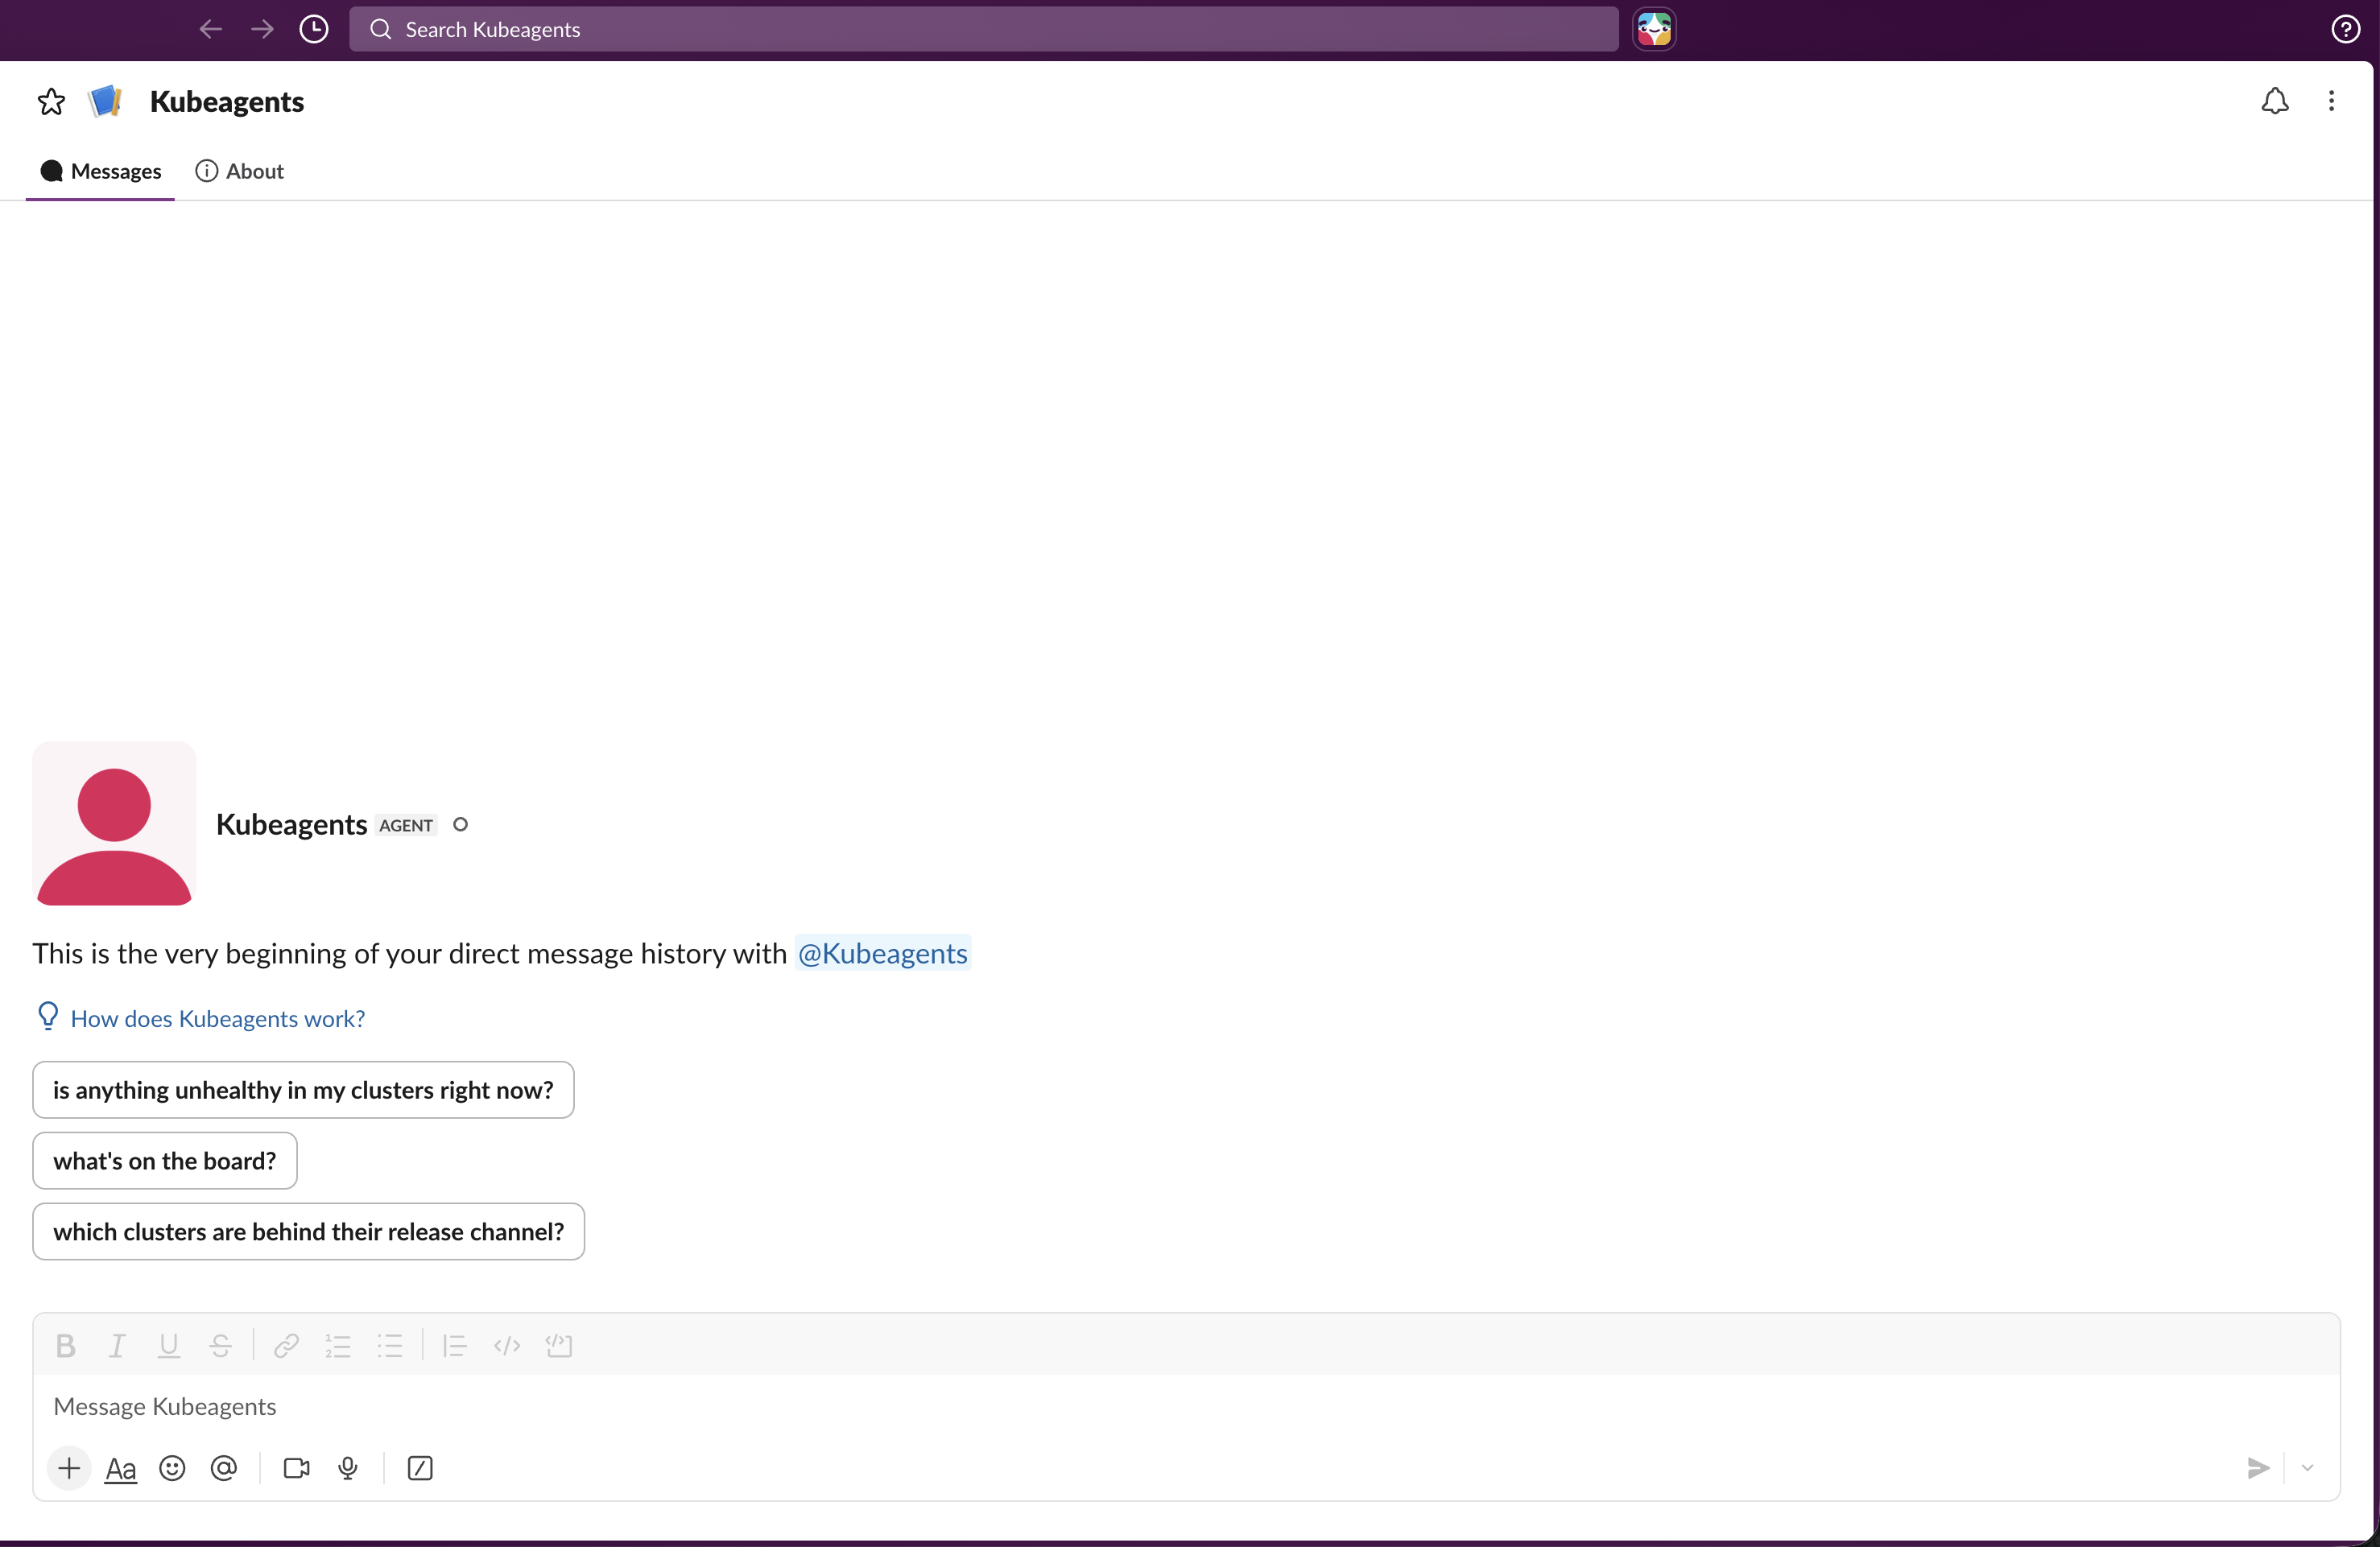 Search Kubeagents
Kubeagents
Messages
About
Kubeagents AGENT
This is the very beginning of your direct message history with @Kubeagents
How does Kubeagents work?
is anything unhealthy in my clusters right now?
what's on the board?
which clusters are behind their release channel?
Message Kubeagents
Aa